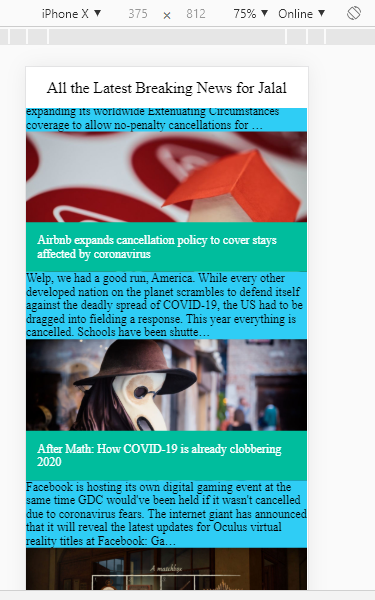 iPhone X 375 × 812 75% Online
All the Latest Breaking News for Jalal
expanding its worldwide Extenuating Circumstances
coverage to allow no-penalty cancellations for …
Airbnb expands cancellation policy to cover stays
affected by coronavirus
Welp, we had a good run, America. While every other
developed nation on the planet scrambles to defend itself
against the deadly spread of COVID-19, the US had to be
dragged into fielding a response. This year everything is
cancelled. Schools have been shutte…
After Math: How COVID-19 is already clobbering
2020
Facebook is hosting its own digital gaming event at the
same time GDC would've been held if it wasn't cancelled
due to coronavirus fears. The internet giant has announced
that it will reveal the latest updates for Oculus virtual
reality titles at Facebook: Ga…
A matchbox